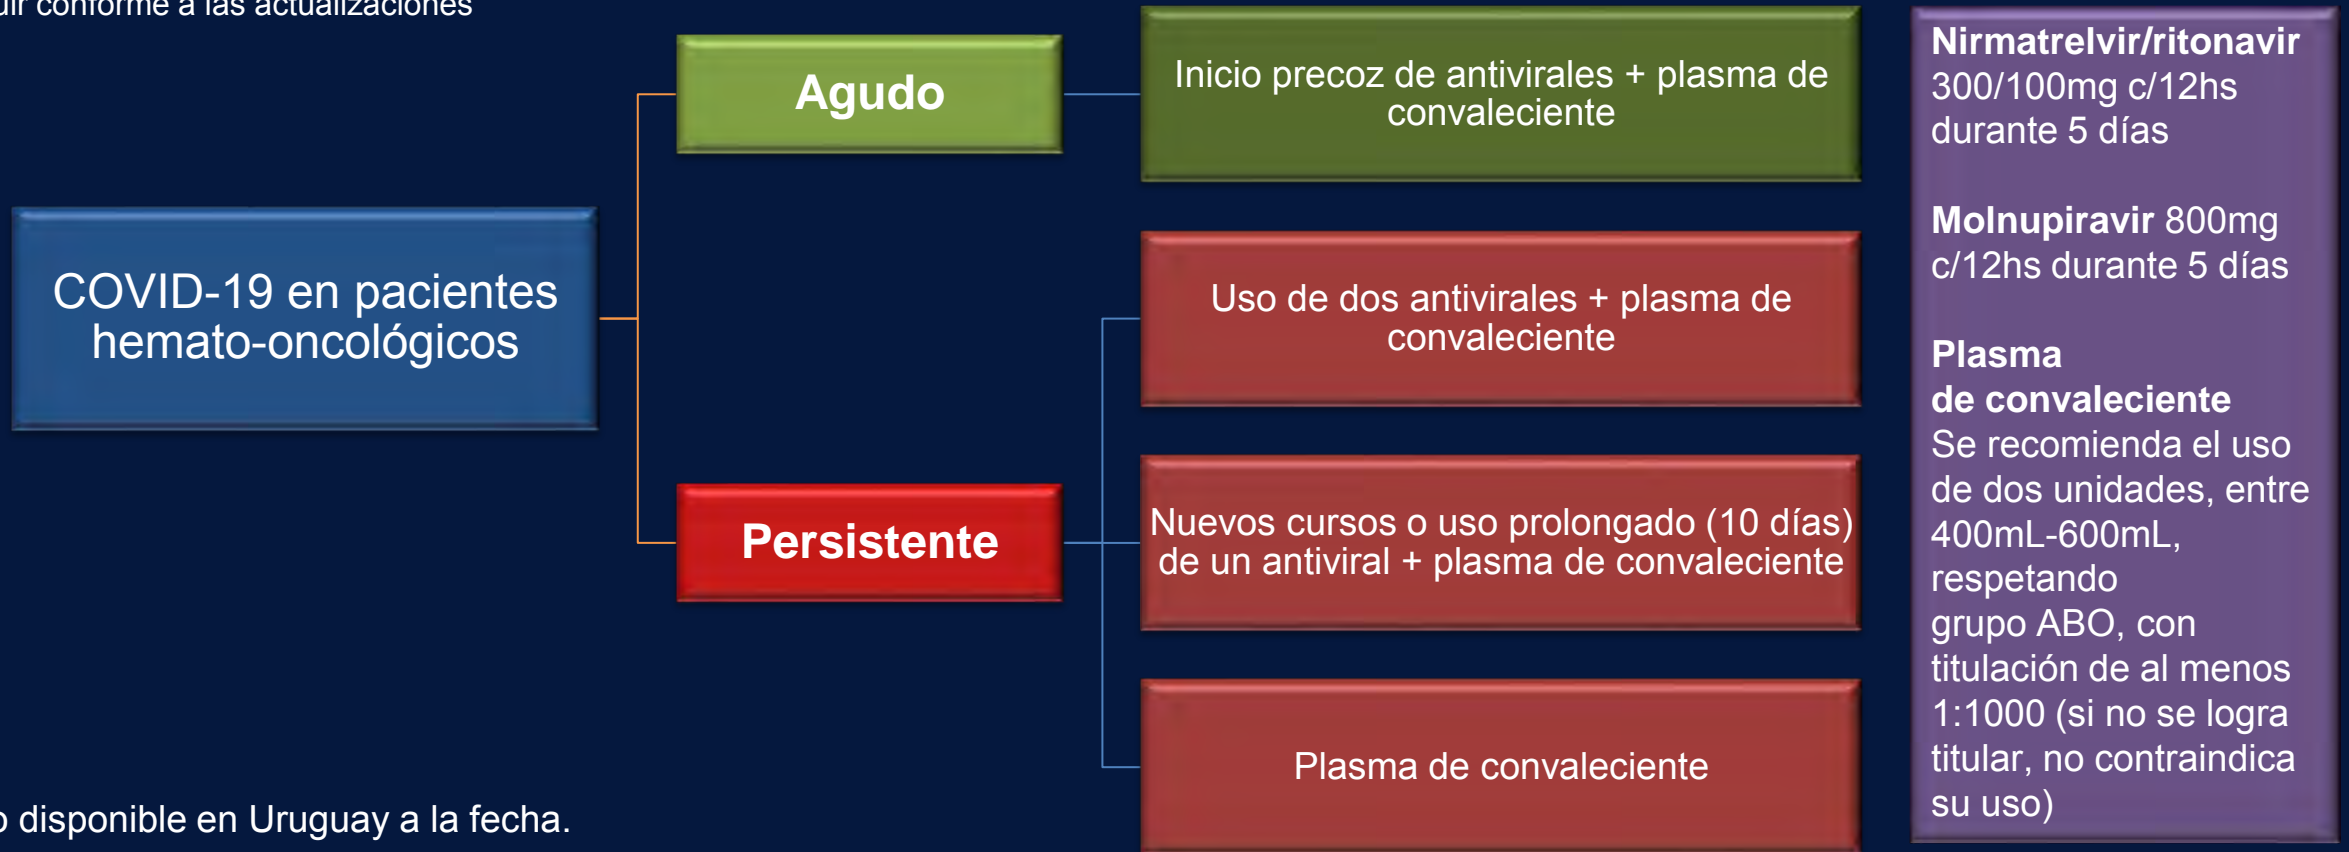 conforme a las actualizaciones
Agudo
Inicio precoz de antivirales + plasma de
convaleciente
COVID-19 en pacientes
hemato-oncológicos
Uso de dos antivirales + plasma de
convaleciente
Persistente
Nuevos cursos o uso prolongado (10 días)
de un antiviral + plasma de convaleciente
Plasma de convaleciente
disponible en Uruguay a la fecha.
Nirmatrelvir/ritonavir
300/100mg c/12hs
durante 5 días
Molnupiravir 800mg
c/12hs durante 5 días
Plasma
de convaleciente
Se recomienda el uso
de dos unidades, entre
400mL-600mL,
respetando
grupo ABO, con
titulación de al menos
1:1000 (si no se logra
titular, no contraindica
su uso)